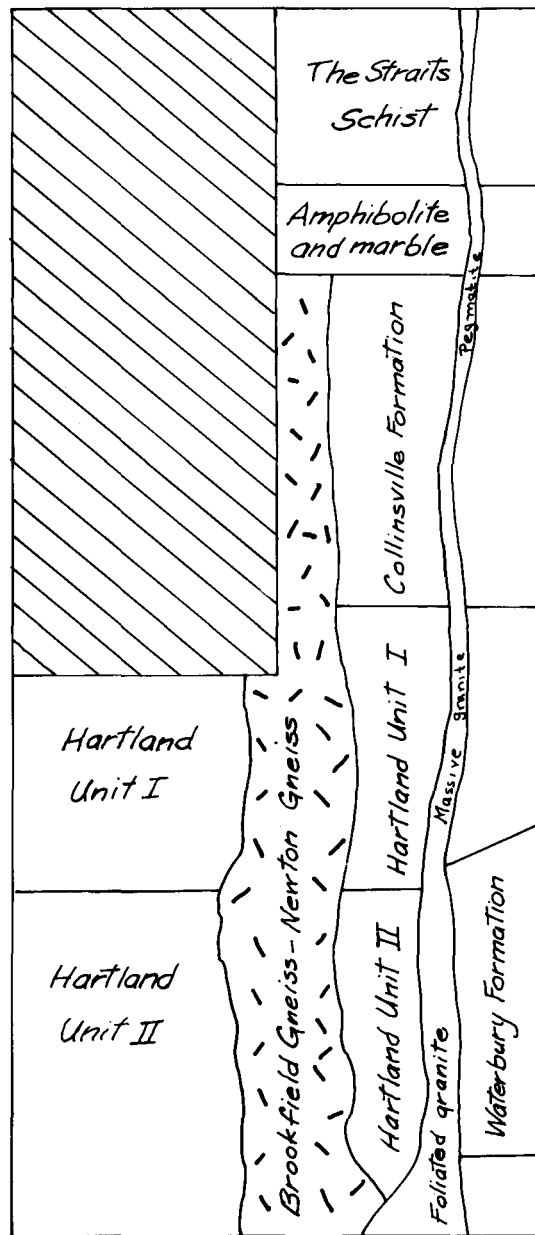 The Straits
Schist
Amphibolite
and marble
Pegmatite
Collinsville Formation
Hartland
Unit I
Brookfield Gneiss-Newton Gneiss
Hartland Unit I
Massive granite
Hartland
Unit II
Hartland Unit II
Foliated granite
Waterbury Formation